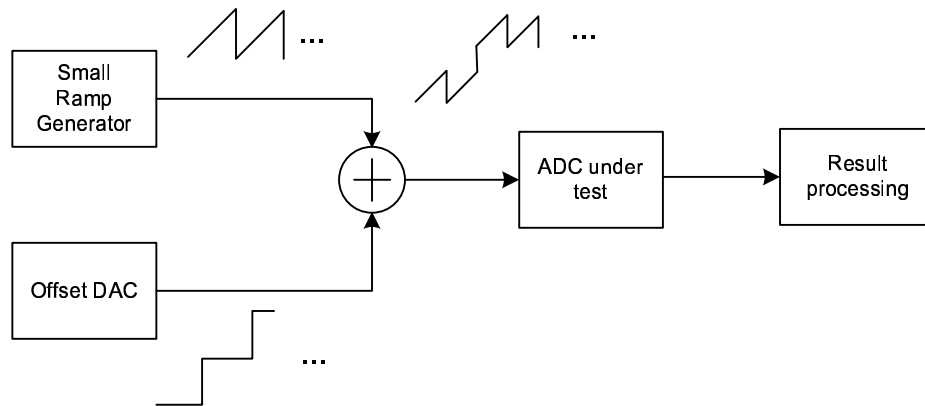 ...
...
Small
Ramp
Generator
ADC under
test
Result
processing
Offset DAC
...